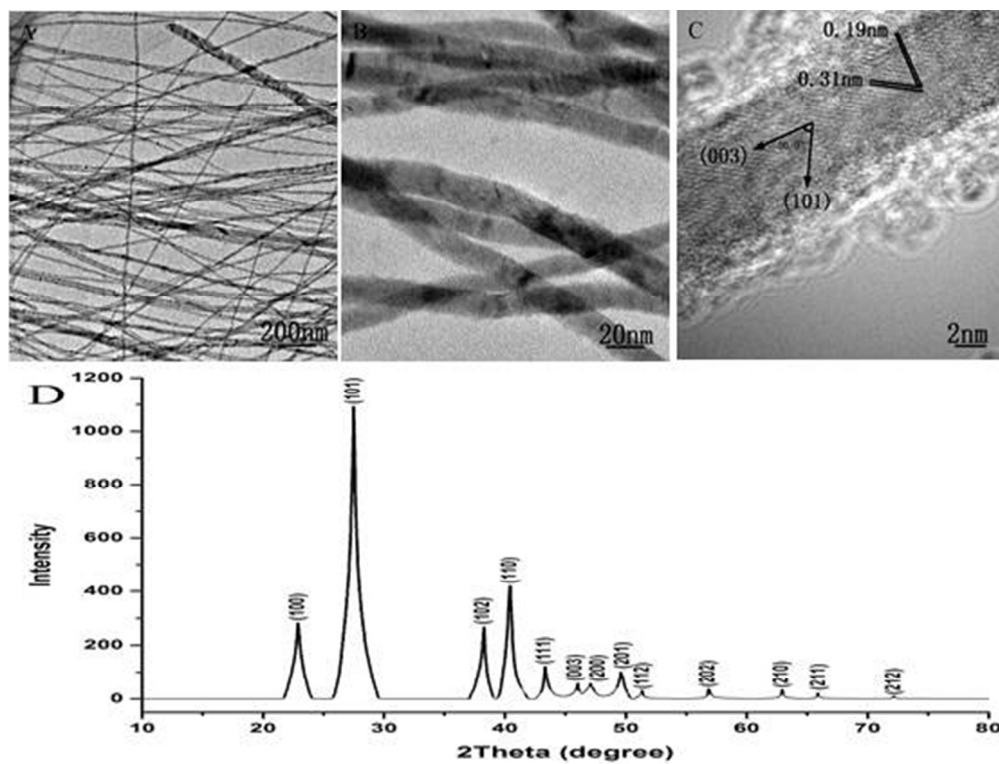 A B C
200nm
20nm
0.19nm
0.31nm
(003)
(101)
2nm
D
1200
1000
800
600
400
200
0
Intensity
(100)
(101)
(102)
(110)
(111)
(003)
(200)
(201)
(112)
(202)
(210)
(211)
(212)
10 20 30 40 50 60 70 80
2Theta (degree)